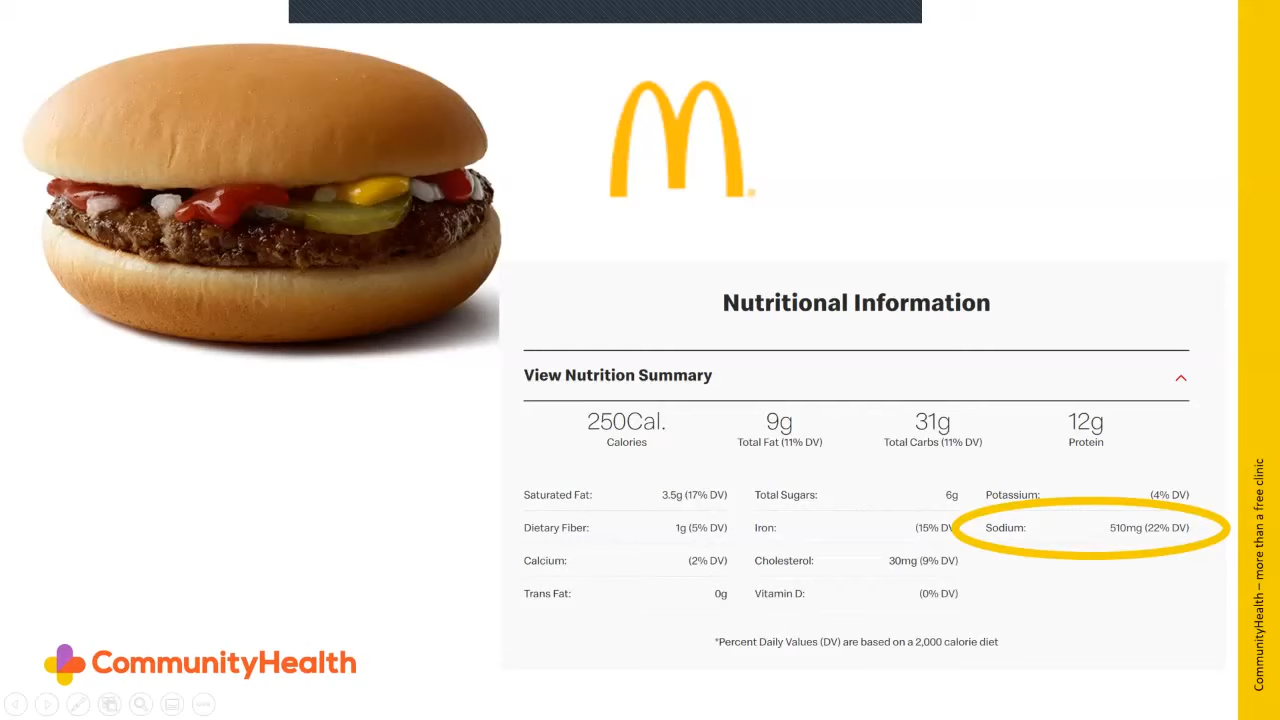 Nutritional Information
View Nutrition Summary
250Cal.
Calories
9g
Total Fat (11% DV)
31g
Total Carbs (11% DV)
12g
Protein
Saturated Fat: 3.5g (17% DV)
Dietary Fiber: 1g (5% DV)
Calcium: (2% DV)
Trans Fat: 0g
Total Sugars: 6g
Iron: (15% DV
Cholesterol: 30mg (9% DV)
Vitamin D: (0% DV)
Potassium: (4% DV)
Sodium: 510mg (22% DV)
*Percent Daily Values (DV) are based on a 2,000 calorie diet
CommunityHealth
CommunityHealth – more than a free clinic